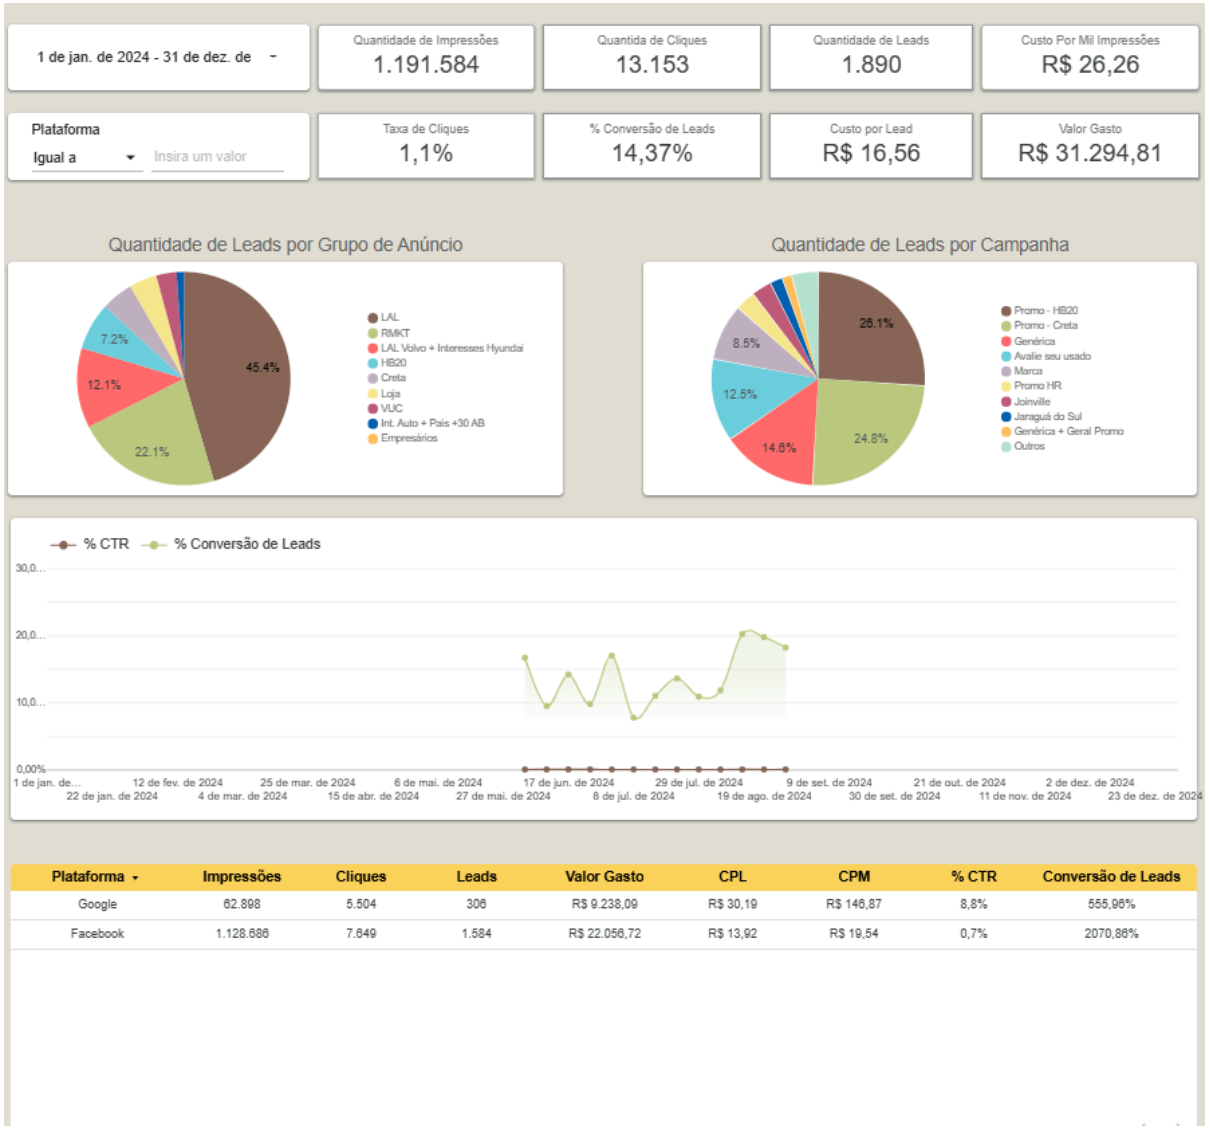 1 de jan. de 2024 - 31 de dez. de
Quantidade de Impressões
1.191.584
Quantida de Cliques
13.153
Quantidade de Leads
1.890
Custo Por Mil Impressões
R$ 26,26
Plataforma
Igual a
Insira um valor
Taxa de Cliques
1,1%
% Conversão de Leads
14,37%
Custo por Lead
R$ 16,56
Valor Gasto
R$ 31.294,81
Quantidade de Leads por Grupo de Anúncio
45.4%
22.1%
12.1%
7.2%
LAL
RMKT
LAL Volvo + Interesses Hyundai
HB20
Creta
Loja
VUC
Int. Auto + Pais +30 AB
Empresários
Quantidade de Leads por Campanha
26.1%
24.8%
14.6%
12.5%
8.5%
Promo - HB20
Promo - Creta
Genérica
Avalie seu usado
Marca
Promo HR
Joinville
Jaraguá do Sul
Genérica + Geral Promo
Outros
% CTR % Conversão de Leads
30,0...
20,0...
10,0...
0,00%
1 de jan. de... 12 de fev. de 2024 25 de mar. de 2024 6 de mai. de 2024 17 de jun. de 2024 29 de jul. de 2024 9 de set. de 2024 21 de out. de 2024 2 de dez. de 2024
22 de jan. de 2024 4 de mar. de 2024 15 de abr. de 2024 27 de mai. de 2024 8 de jul. de 2024 19 de ago. de 2024 30 de set. de 2024 11 de nov. de 2024 23 de dez. de 2024
Plataforma Impressões Cliques Leads Valor Gasto CPL CPM % CTR Conversão de Leads
Google 62.898 5.504 306 R$ 9.238,09 R$ 30,19 R$ 146,87 8,8% 555,96%
Facebook 1.128.686 7.649 1.584 R$ 22.056,72 R$ 13,92 R$ 19,54 0,7% 2070,86%